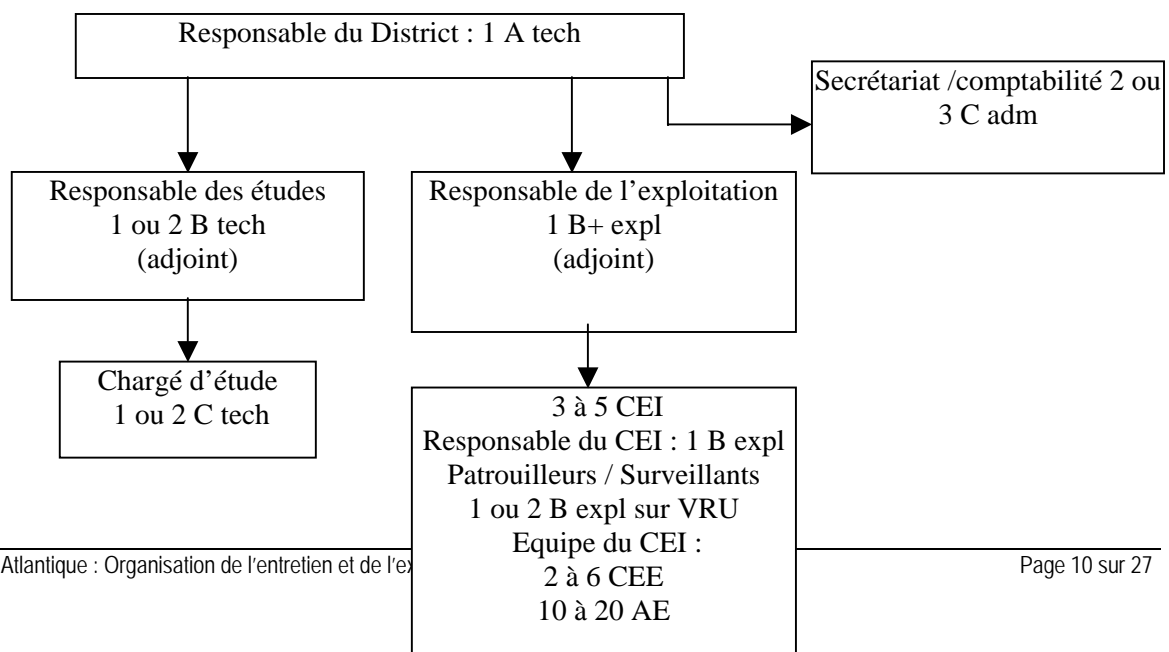 Responsable du District : 1 A tech
Secrétariat /comptabilité 2 ou
3 C adm
Responsable des études
1 ou 2 B tech
(adjoint)
Responsable de l’exploitation
1 B+ expl
(adjoint)
Chargé d’étude
1 ou 2 C tech
3 à 5 CEI
Responsable du CEI : 1 B expl
Patrouilleurs / Surveillants
1 ou 2 B expl sur VRU
Equipe du CEI :
2 à 6 CEE
10 à 20 AE
Atlantique : Organisation de l’entretien et de
Page 10 sur 27